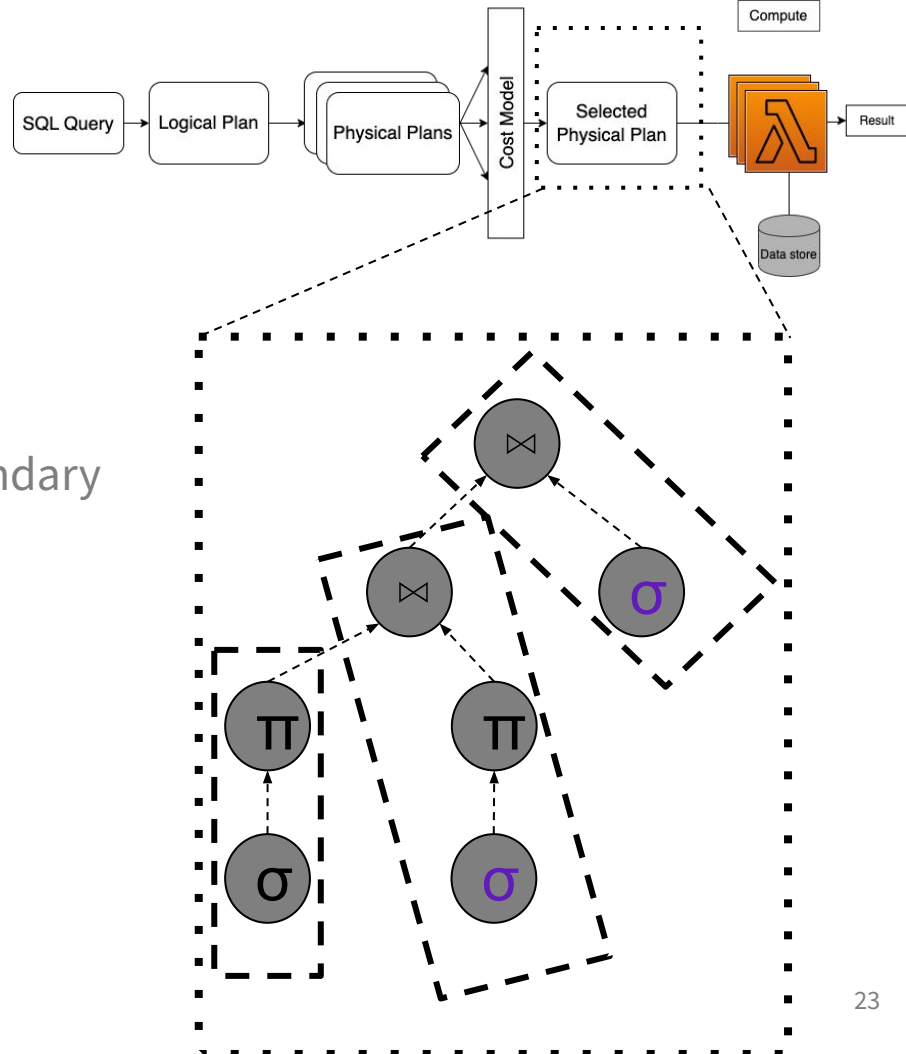 Compute
SQL Query
Logical Plan
Physical Plans
Cost Model
Selected
Physical Plan
Result
Data store
ndary
⋈
⋈
σ
π
π
σ
σ
23